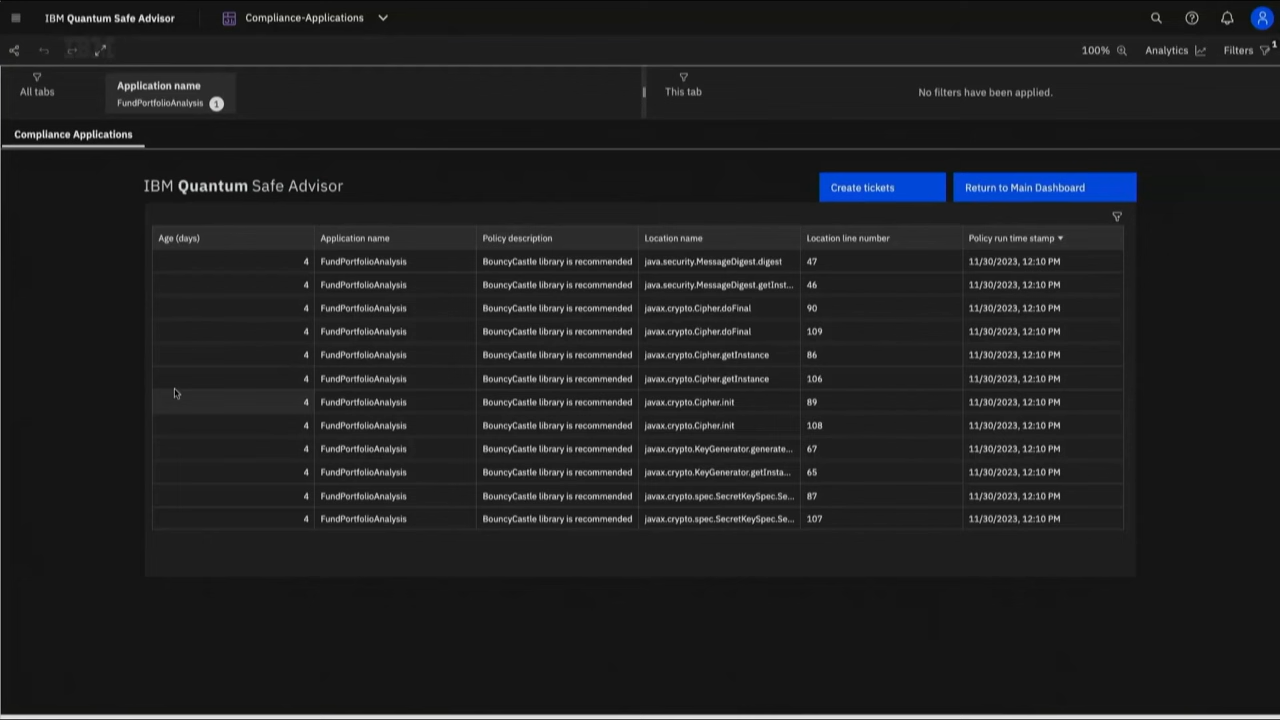 IBM Quantum Safe Advisor Compliance-Applications
100% Analytics Filters 1
All tabs Application name FundPortfolioAnalysis 1 This tab No filters have been applied.
Compliance Applications
IBM Quantum Safe Advisor Create tickets Return to Main Dashboard
Age (days) Application name Policy description Location name Location line number Policy run time stamp
4 FundPortfolioAnalysis BouncyCastle library is recommended java.security.MessageDigest.digest 47 11/30/2023, 12:10 PM
4 FundPortfolioAnalysis BouncyCastle library is recommended java.security.MessageDigest.getInst... 46 11/30/2023, 12:10 PM
4 FundPortfolioAnalysis BouncyCastle library is recommended javax.crypto.Cipher.doFinal 90 11/30/2023, 12:10 PM
4 FundPortfolioAnalysis BouncyCastle library is recommended javax.crypto.Cipher.doFinal 109 11/30/2023, 12:10 PM
4 FundPortfolioAnalysis BouncyCastle library is recommended javax.crypto.Cipher.getInstance 86 11/30/2023, 12:10 PM
4 FundPortfolioAnalysis BouncyCastle library is recommended javax.crypto.Cipher.getInstance 106 11/30/2023, 12:10 PM
4 FundPortfolioAnalysis BouncyCastle library is recommended javax.crypto.Cipher.init 89 11/30/2023, 12:10 PM
4 FundPortfolioAnalysis BouncyCastle library is recommended javax.crypto.Cipher.init 108 11/30/2023, 12:10 PM
4 FundPortfolioAnalysis BouncyCastle library is recommended javax.crypto.KeyGenerator.generate... 67 11/30/2023, 12:10 PM
4 FundPortfolioAnalysis BouncyCastle library is recommended javax.crypto.KeyGenerator.getInsta... 65 11/30/2023, 12:10 PM
4 FundPortfolioAnalysis BouncyCastle library is recommended javax.crypto.spec.SecretKeySpec.Se... 87 11/30/2023, 12:10 PM
4 FundPortfolioAnalysis BouncyCastle library is recommended javax.crypto.spec.SecretKeySpec.Se... 107 11/30/2023, 12:10 PM